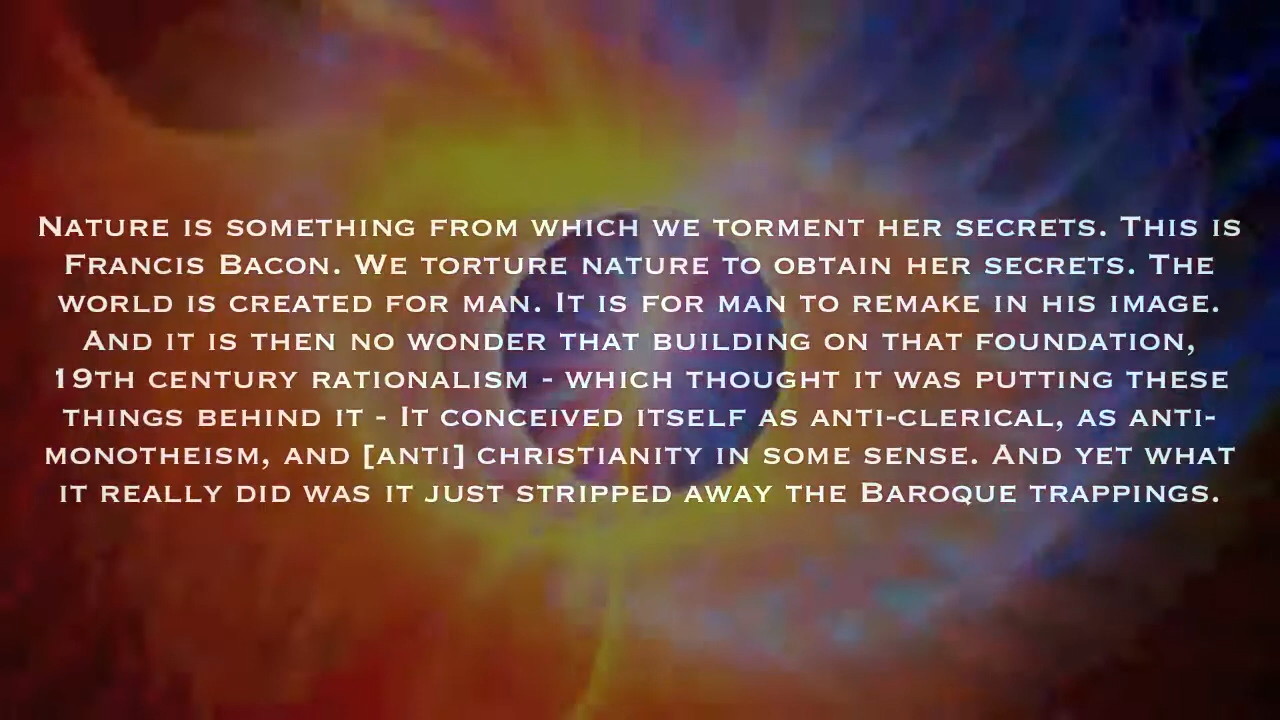 Nature is something from which we torment her secrets. This is
Francis Bacon. We torture nature to obtain her secrets. The
world is created for man. It is for man to remake in his image.
And it is then no wonder that building on that foundation,
19th century rationalism - which thought it was putting these
things behind it - It conceived itself as anti-clerical, as anti-
monotheism, and [anti] christianity in some sense. And yet what
it really did was it just stripped away the Baroque trappings.